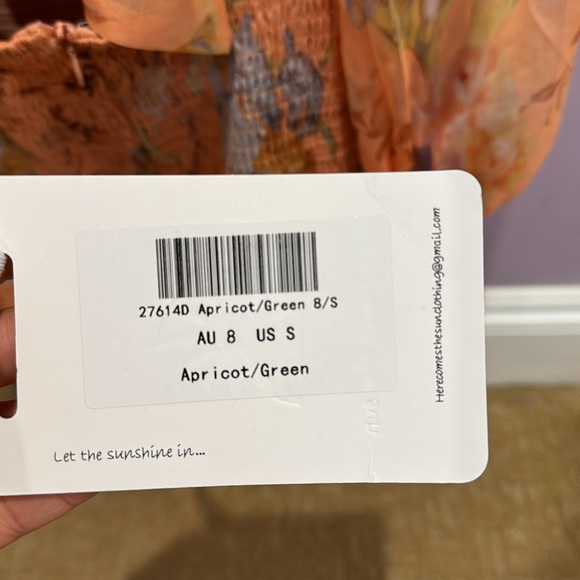 27614D Apricot/Green 8/S
AU 8 US S
Apricot/Green
Let the sunshine in...
Herecomesthesunclothing@gmail.com